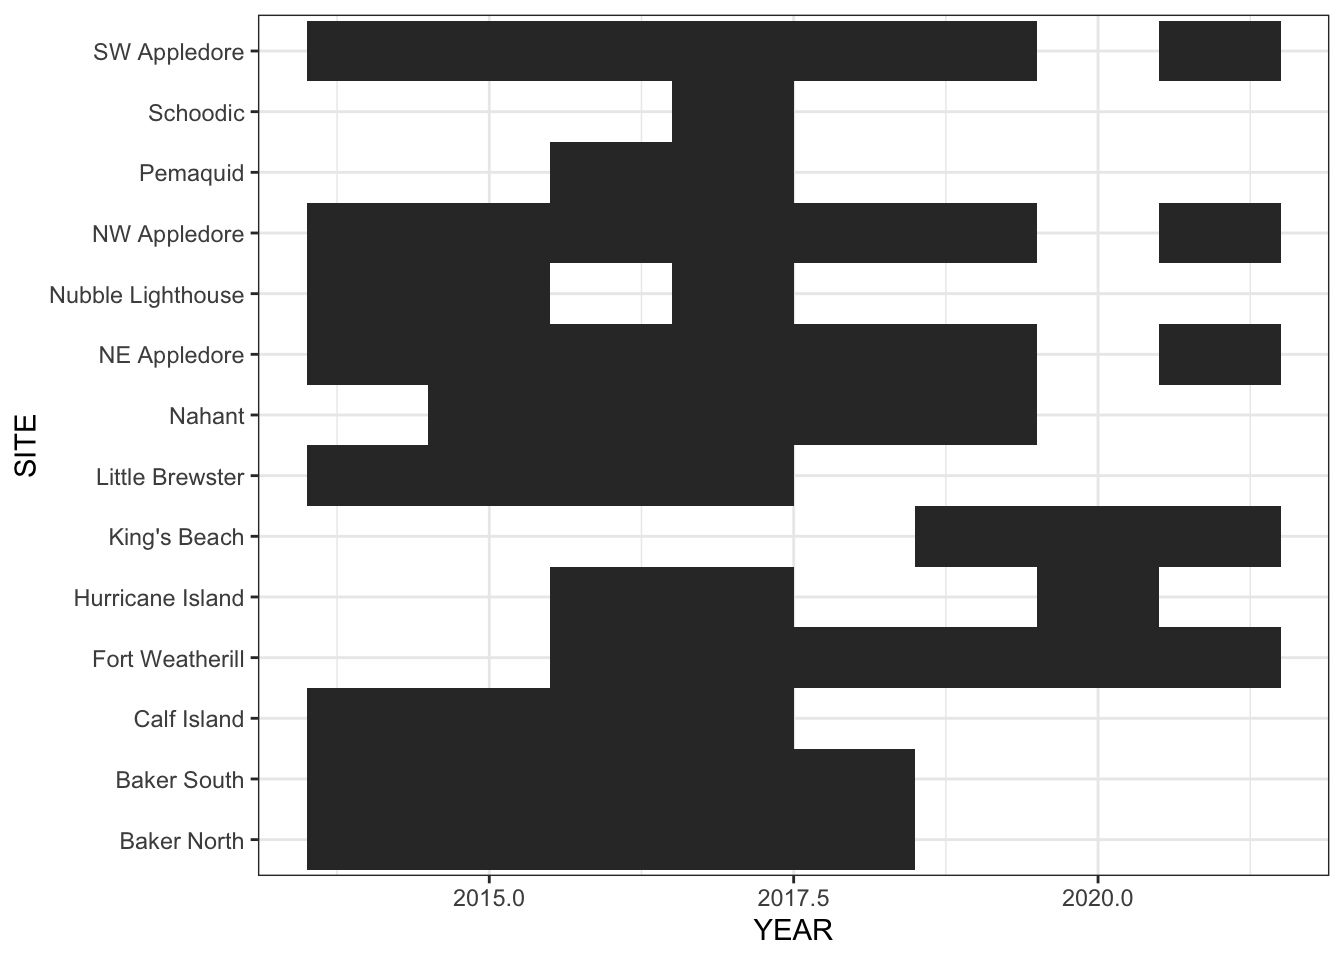 SW Appledore
Schoodic
Pemaquid
NW Appledore
Nubble Lighthouse
NE Appledore
Nahant
Little Brewster
King's Beach
Hurricane Island
Fort Weatherill
Calf Island
Baker South
Baker North
SITE
2015.0 2017.5 2020.0
YEAR